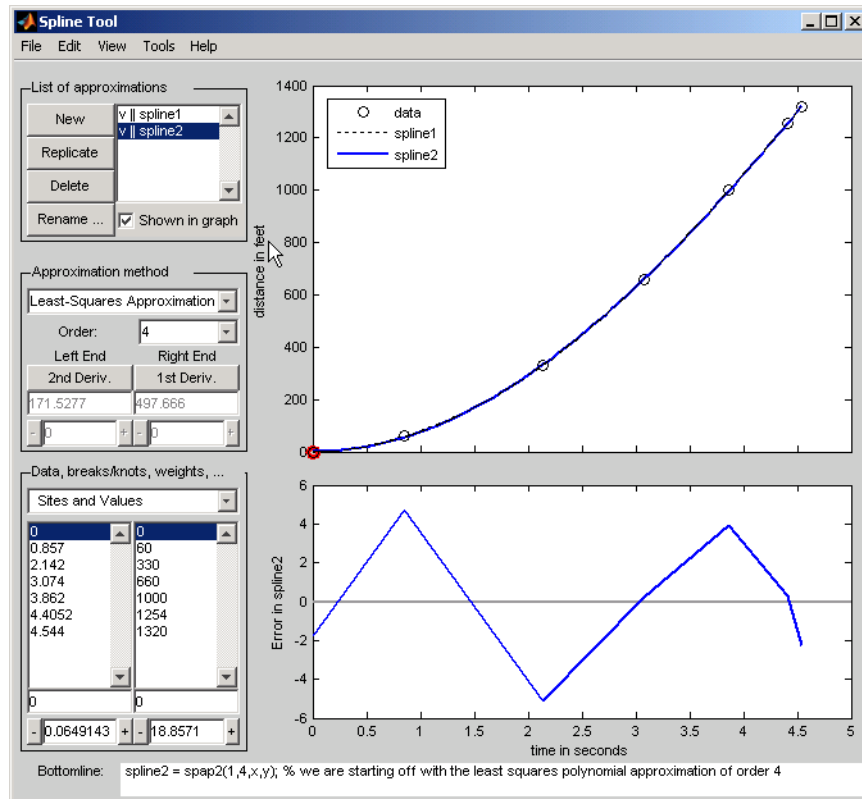 Spline Tool
File Edit View Tools Help
List of approximations
New
Replicate
Delete
Rename ...
v || spline1
v || spline2
Shown in graph
Approximation method
Least-Squares Approximation
Order: 4
Left End Right End
2nd Deriv. 1st Deriv.
171.5277 497.666
- 0 + - 0 +
Data, breaks/knots, weights, ...
Sites and Values
0 0
0.857 60
2.142 330
3.074 660
3.862 1000
4.4052 1254
4.544 1320
0 0
- 0.0649143 + - 18.8571 +
1400
1200
1000
800
600
400
200
0
distance in feet
data
spline1
spline2
6
4
2
0
-2
-4
-6
Error in spline2
0 0.5 1 1.5 2 2.5 3 3.5 4 4.5 5
time in seconds
Bottomline: spline2 = spap2(1,4,x,y); % we are starting off with the least squares polynomial approximation of order 4